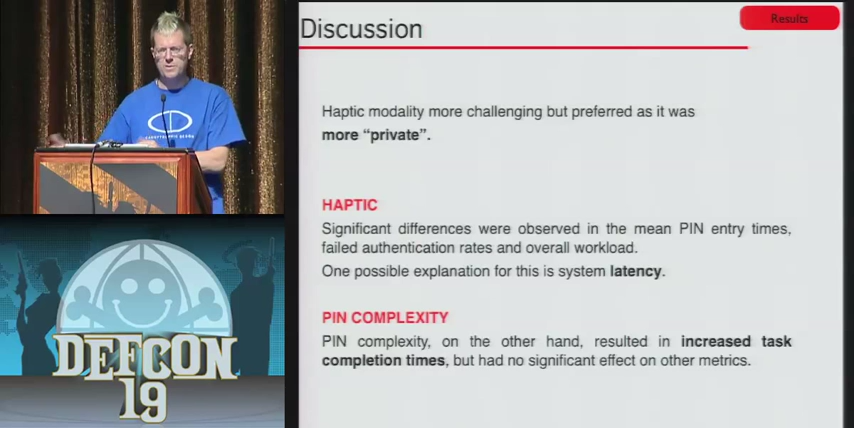 Discussion
Results
Haptic modality more challenging but preferred as it was
more “private”.
HAPTIC
Significant differences were observed in the mean PIN entry times,
failed authentication rates and overall workload.
One possible explanation for this is system latency.
PIN COMPLEXITY
PIN complexity, on the other hand, resulted in increased task
completion times, but had no significant effect on other metrics.
DEFCON
19